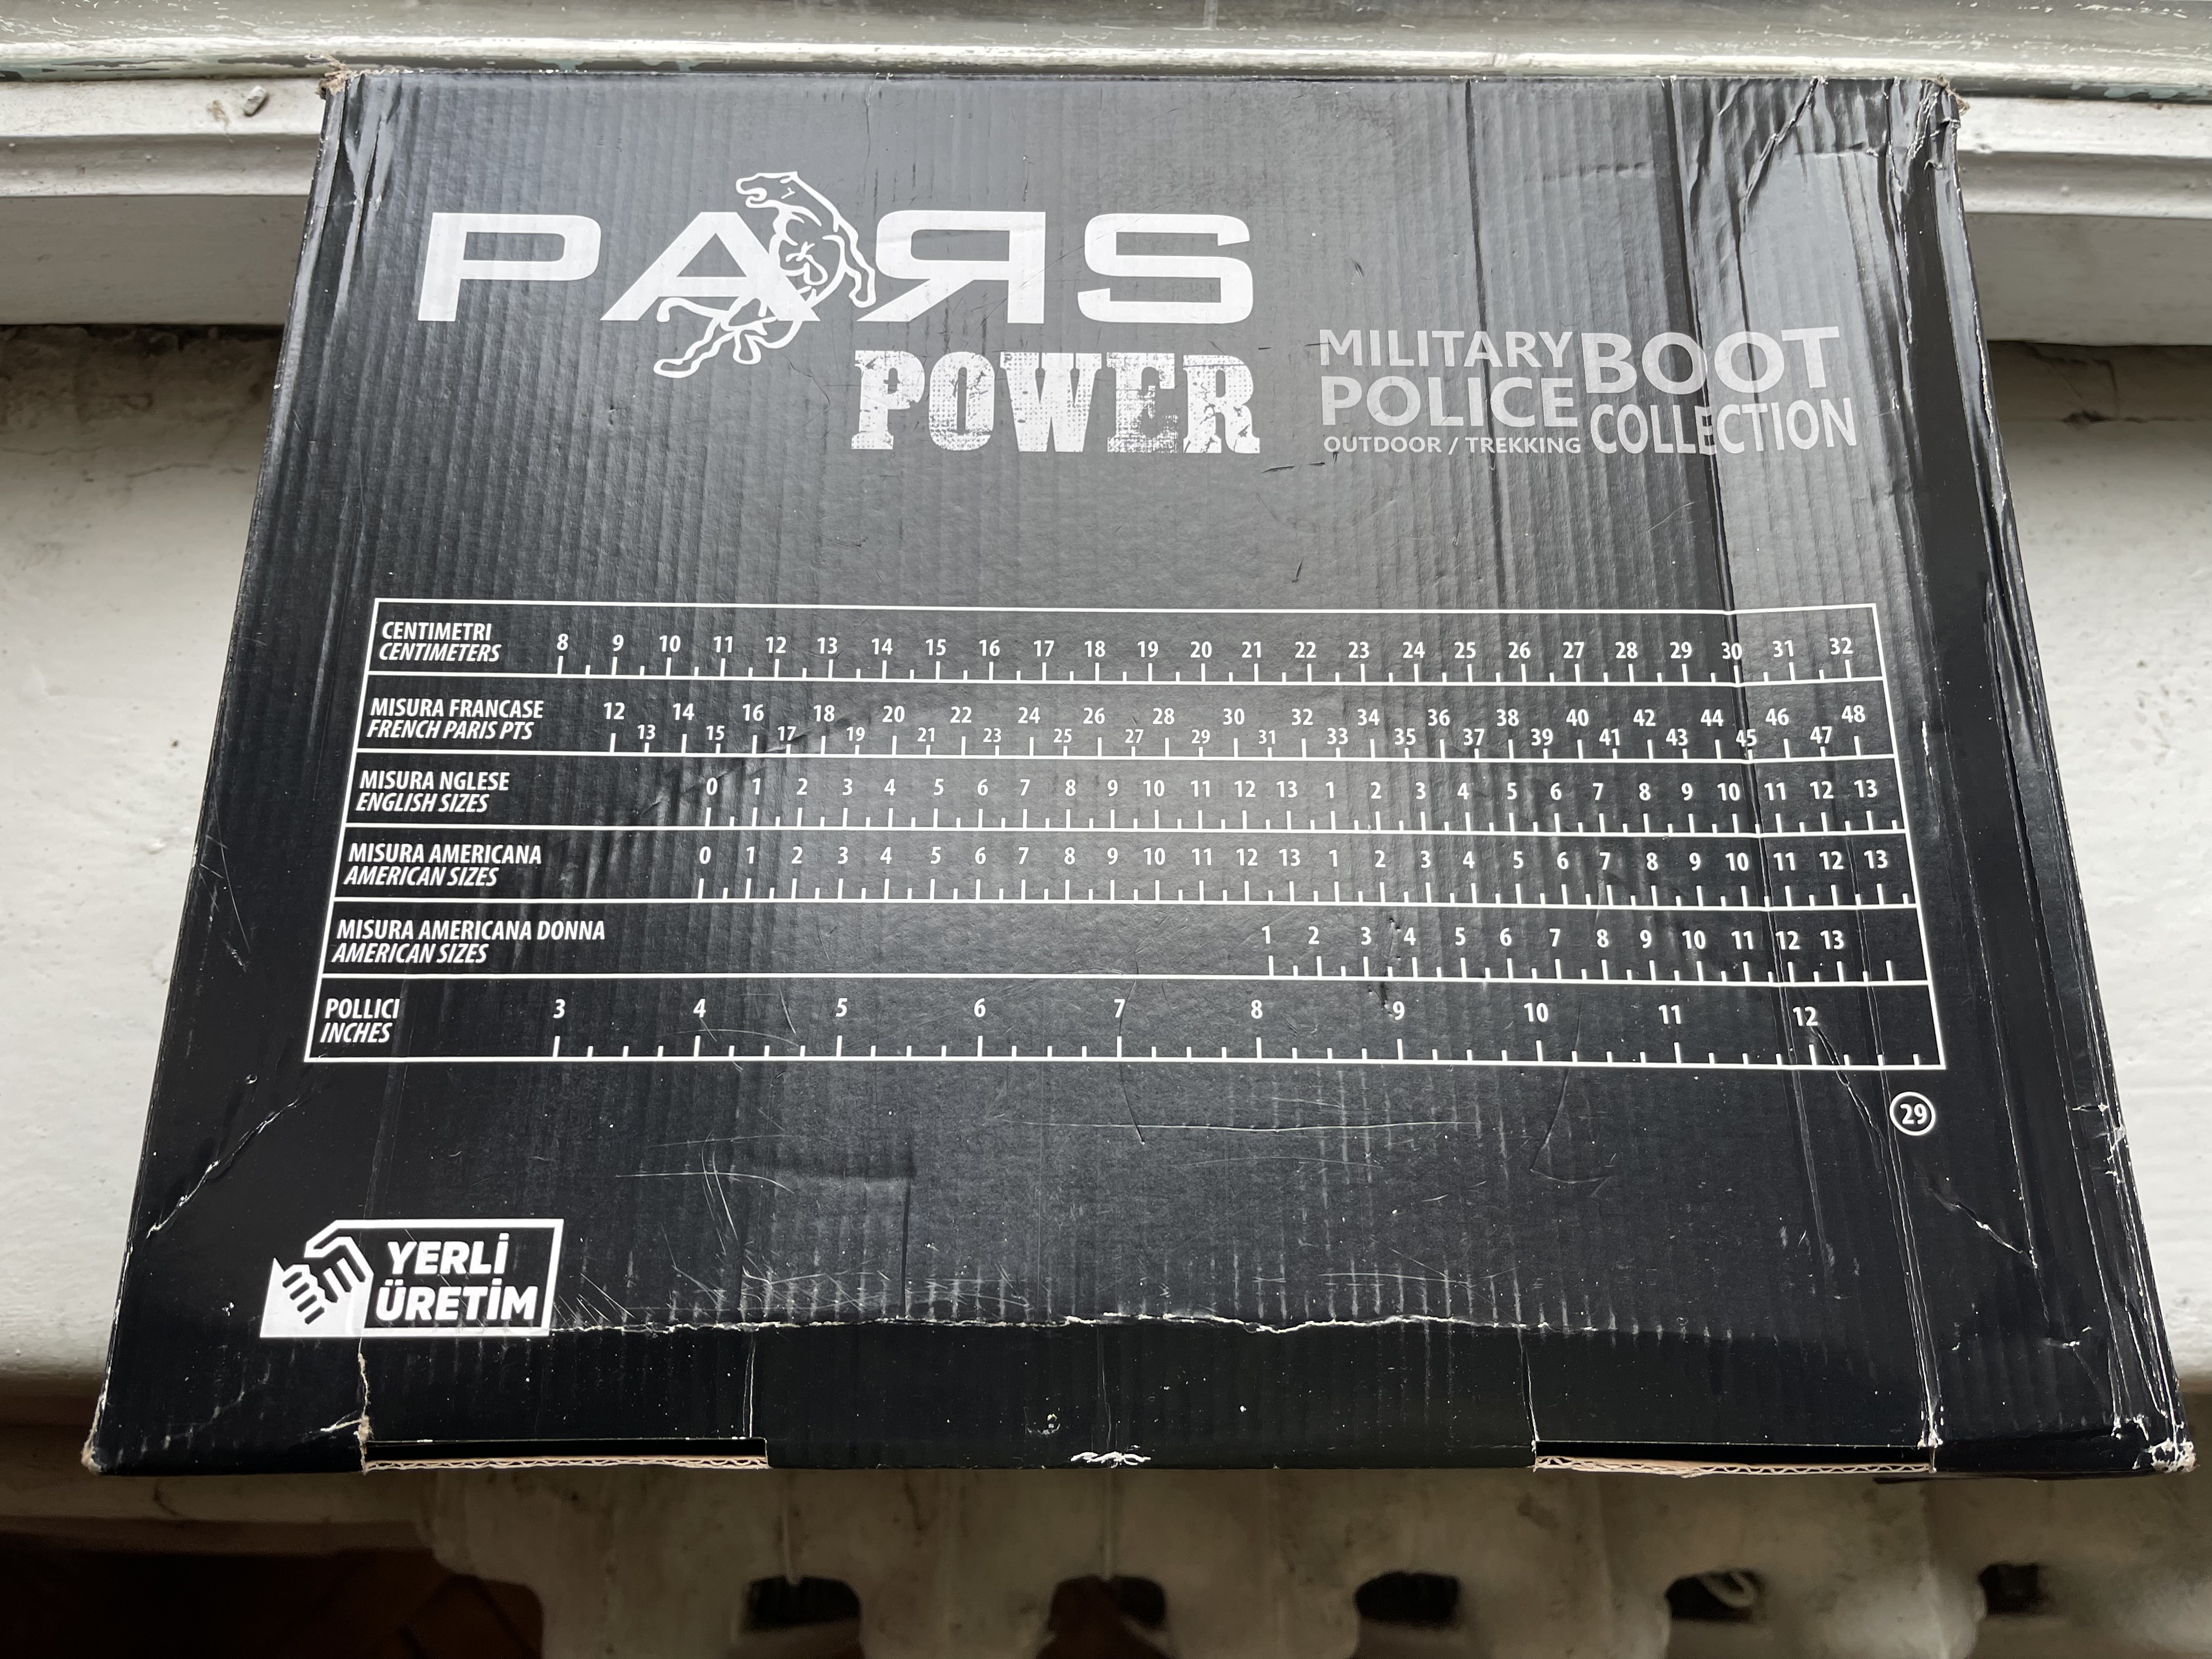 PAЯS
POWER
MILITARY
POLICE
OUTDOOR / TREKKING
BOOT
COLLECTION
CENTIMETRI
CENTIMETERS
8 9 10 11 12 13 14 15 16 17 18 19 20 21 22 23 24 25 26 27 28 29 30 31 32
MISURA FRANCASE
FRENCH PARIS PTS
12 14 16 18 20 22 24 26 28 30 32 34 36 38 40 42 44 46 48
13 15 17 19 21 23 25 27 29 31 33 35 37 39 41 43 45 47
MISURA NGLESE
ENGLISH SIZES
0 1 2 3 4 5 6 7 8 9 10 11 12 13 1 2 3 4 5 6 7 8 9 10 11 12 13
MISURA AMERICANA
AMERICAN SIZES
0 1 2 3 4 5 6 7 8 9 10 11 12 13 1 2 3 4 5 6 7 8 9 10 11 12 13
MISURA AMERICANA DONNA
AMERICAN SIZES
1 2 3 4 5 6 7 8 9 10 11 12 13
POLLICI
INCHES
3 4 5 6 7 8 9 10 11 12
29
YERLİ
ÜRETİM